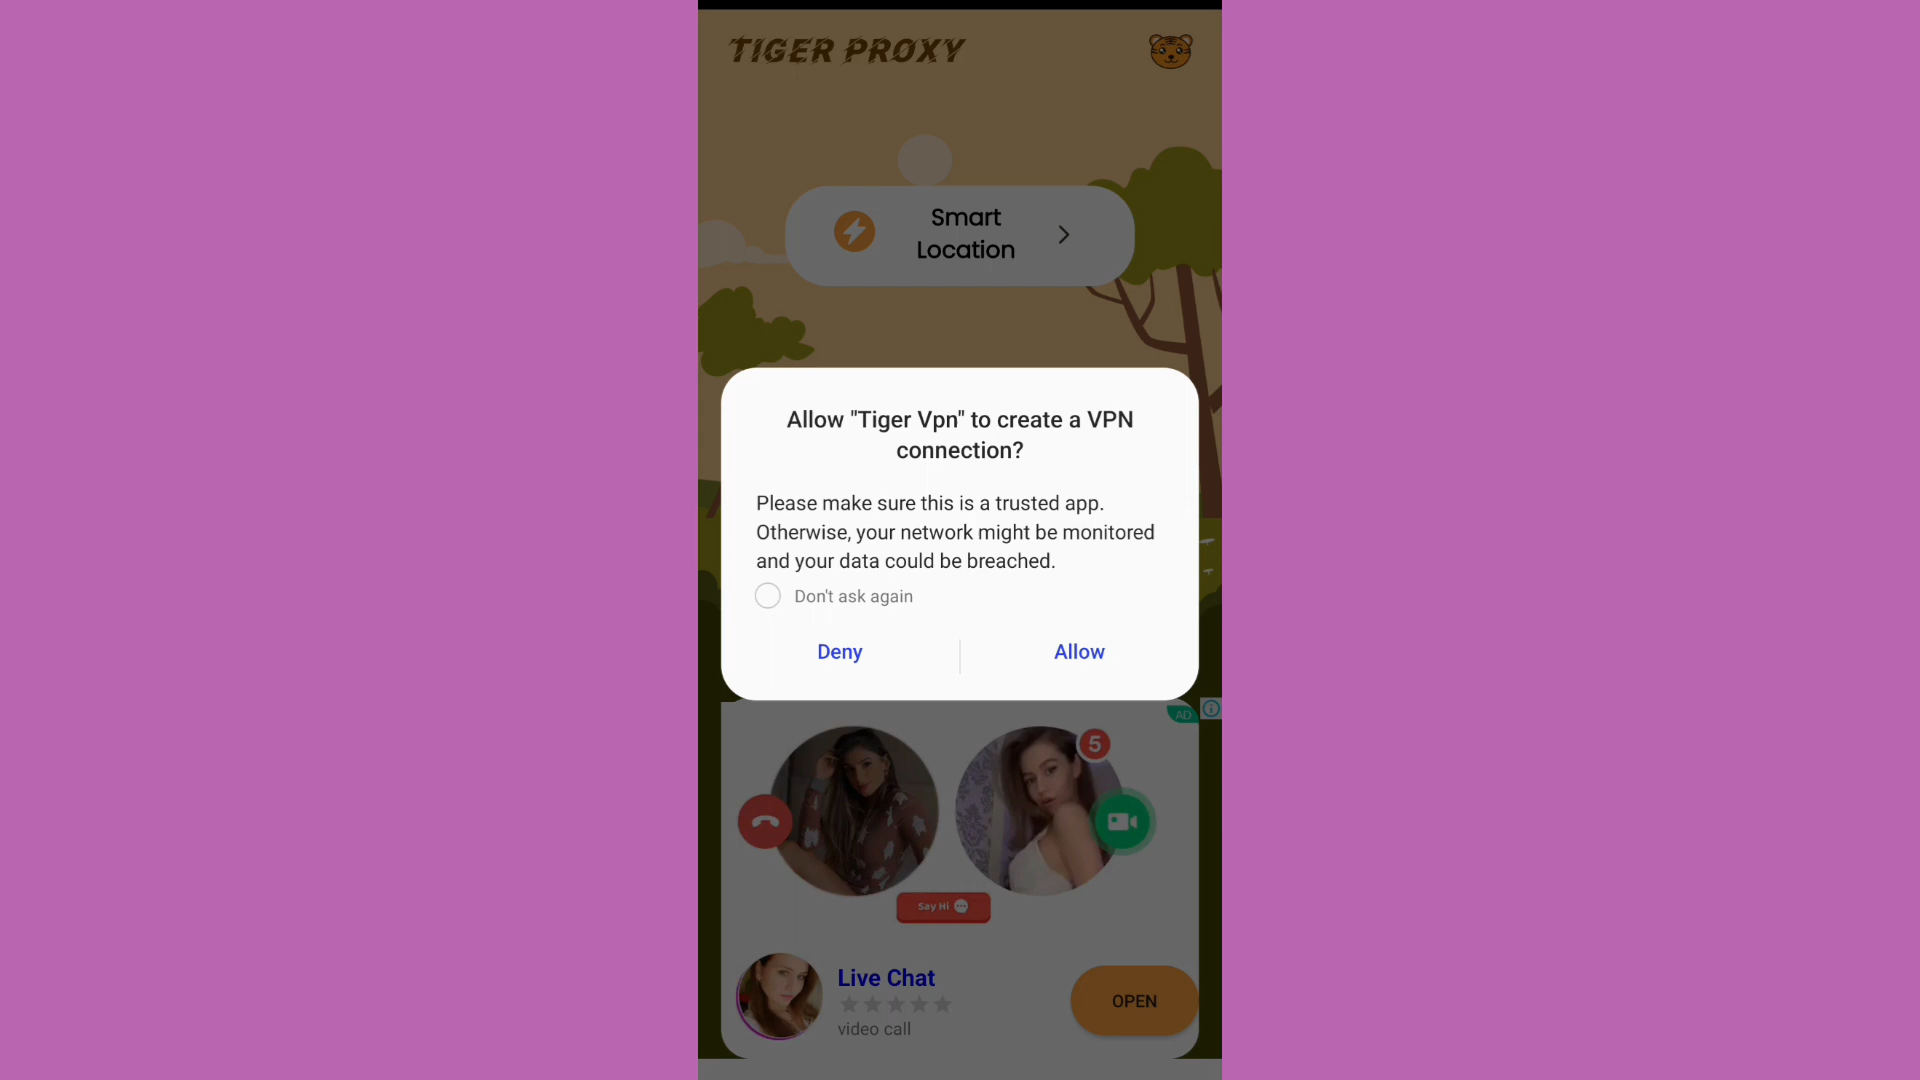 TIGER PROXY
Smart
Location
Allow "Tiger Vpn" to create a VPN
connection?
Please make sure this is a trusted app.
Otherwise, your network might be monitored
and your data could be breached.
Don't ask again
Deny
Allow
AD
5
Say Hi
Live Chat
OPEN
video call